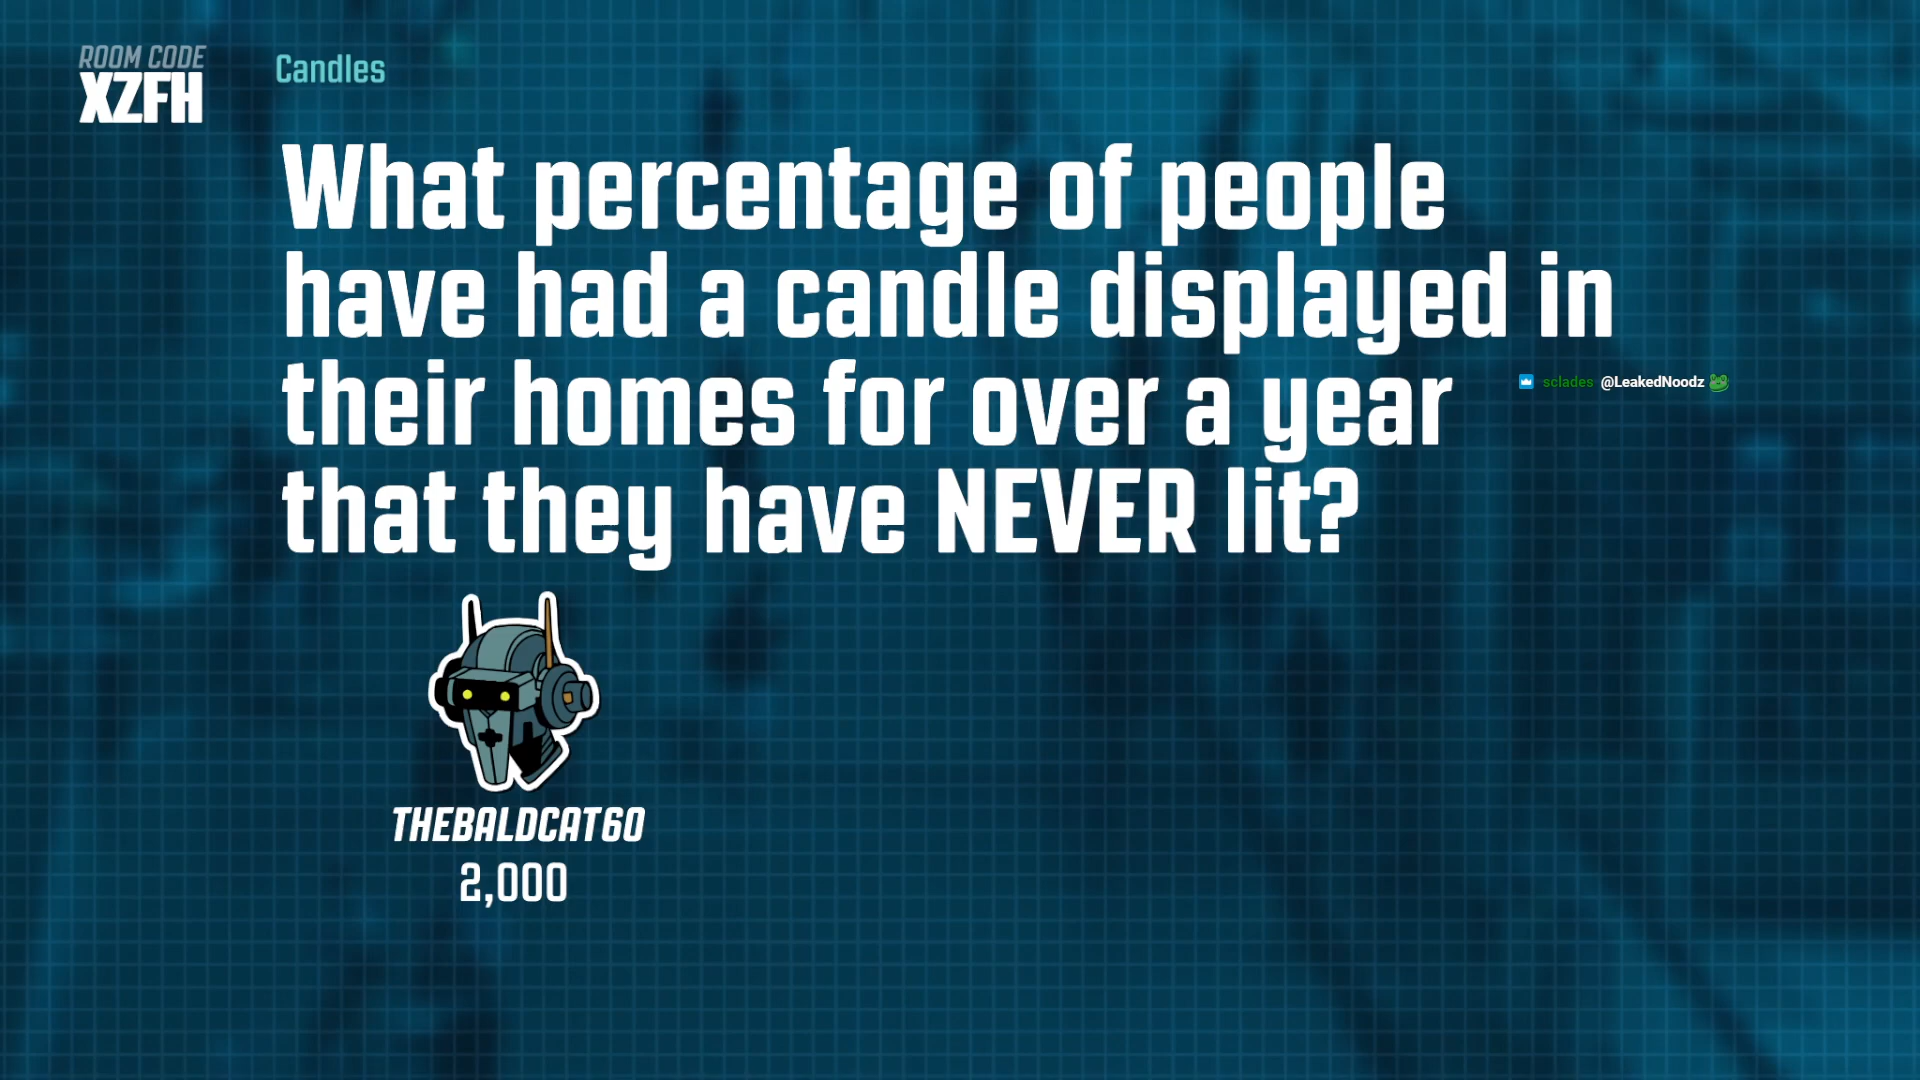 ROOM CODE
XZFH
Candles
What percentage of people
have had a candle displayed in
their homes for over a year
that they have NEVER lit?
sclades @LeakedNoodz
THEBALDCAT60
2,000